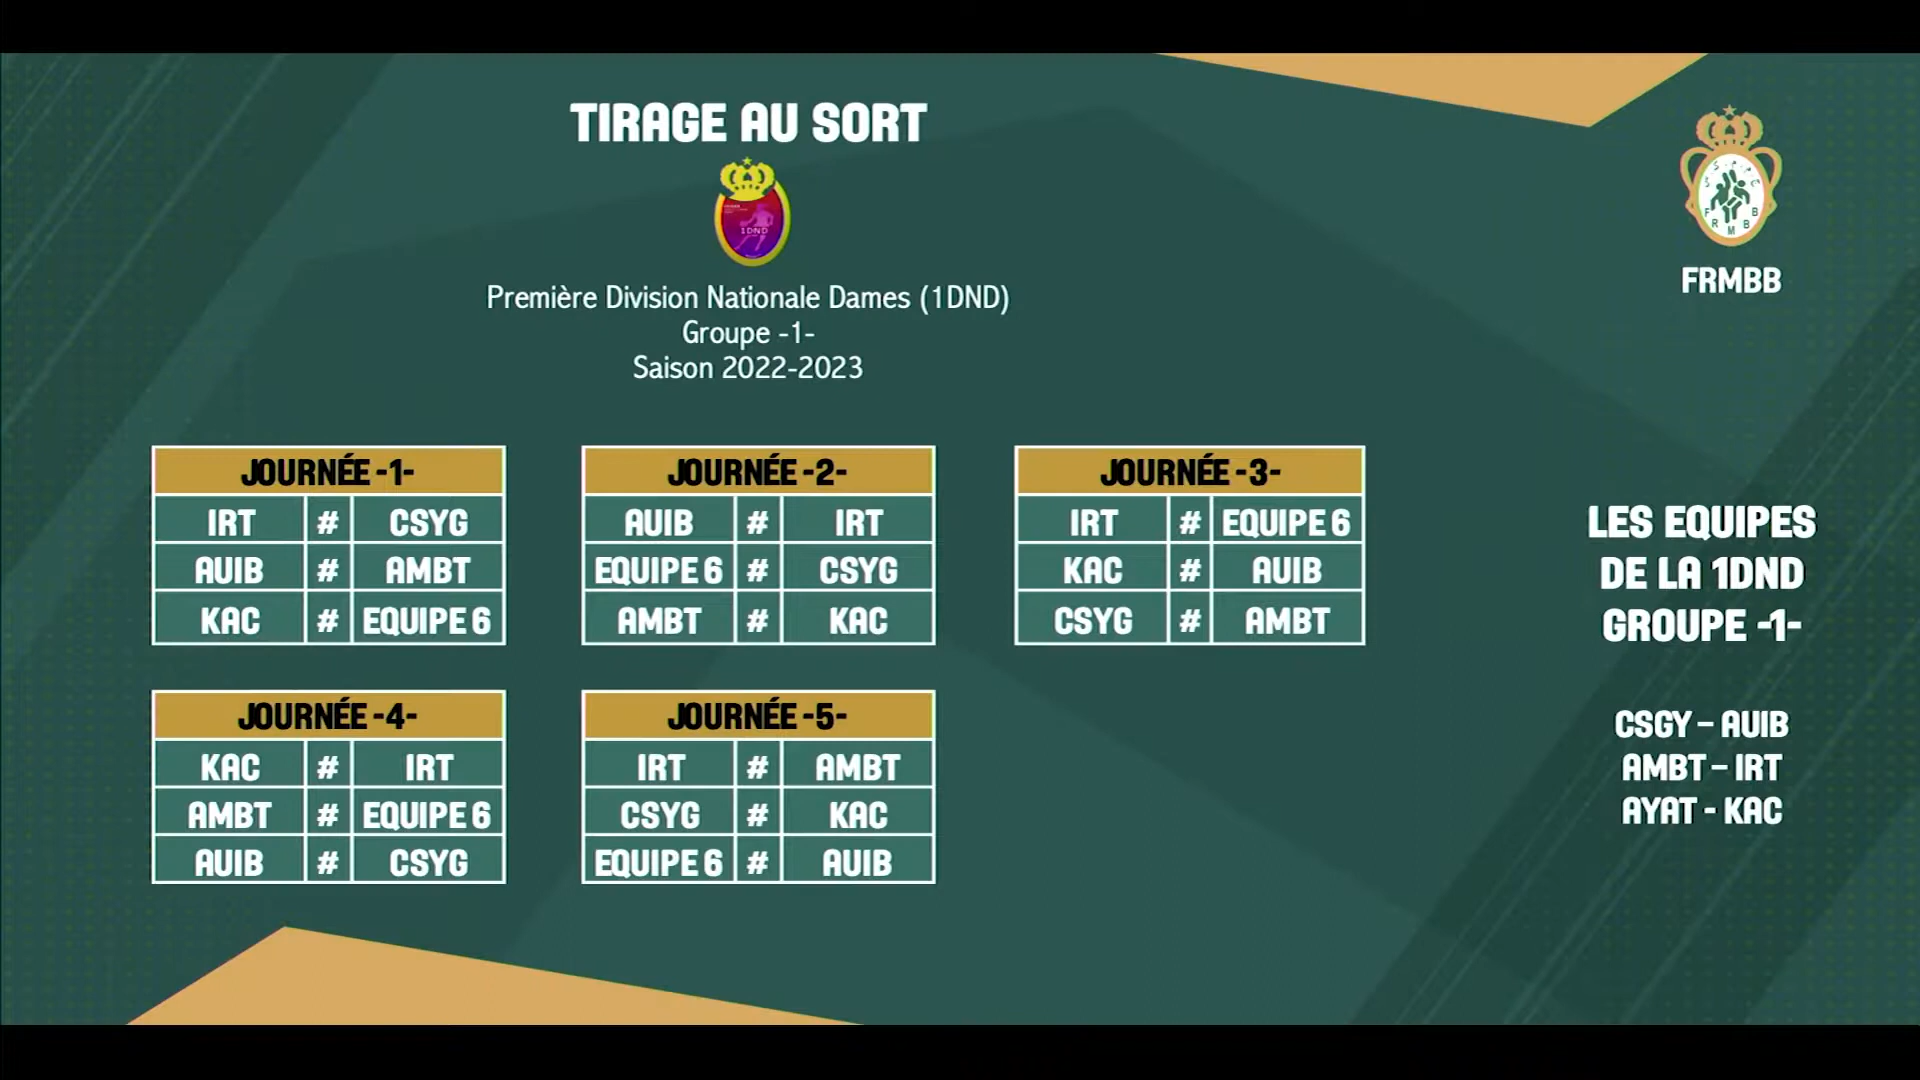 TIRAGE AU SORT
1DND
Première Division Nationale Dames (1DND)
Groupe -1-
Saison 2022-2023
F R M B B
FRMBB
JOURNÉE -1-
IRT # CSYG
AUIB # AMBT
KAC # EQUIPE 6
JOURNÉE -2-
AUIB # IRT
EQUIPE 6 # CSYG
AMBT # KAC
JOURNÉE -3-
IRT # EQUIPE 6
KAC # AUIB
CSYG # AMBT
JOURNÉE -4-
KAC # IRT
AMBT # EQUIPE 6
AUIB # CSYG
JOURNÉE -5-
IRT # AMBT
CSYG # KAC
EQUIPE 6 # AUIB
LES EQUIPES
DE LA 1DND
GROUPE -1-
CSGY – AUIB
AMBT – IRT
AYAT - KAC